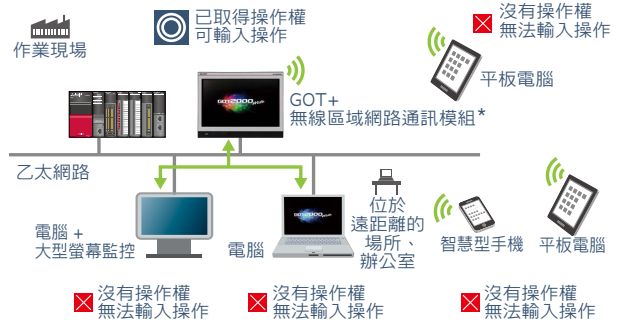 作業現場
已取得操作權
可輸入操作
沒有操作權
無法輸入操作
平板電腦
GOT2000
GOT+
無線區域網路通訊模組*
乙太網路
電腦 +
大型螢幕監控
GOT2000
電腦
位於
遠距離的
場所、
辦公室
智慧型手機
平板電腦
沒有操作權
無法輸入操作
沒有操作權
無法輸入操作
沒有操作權
無法輸入操作